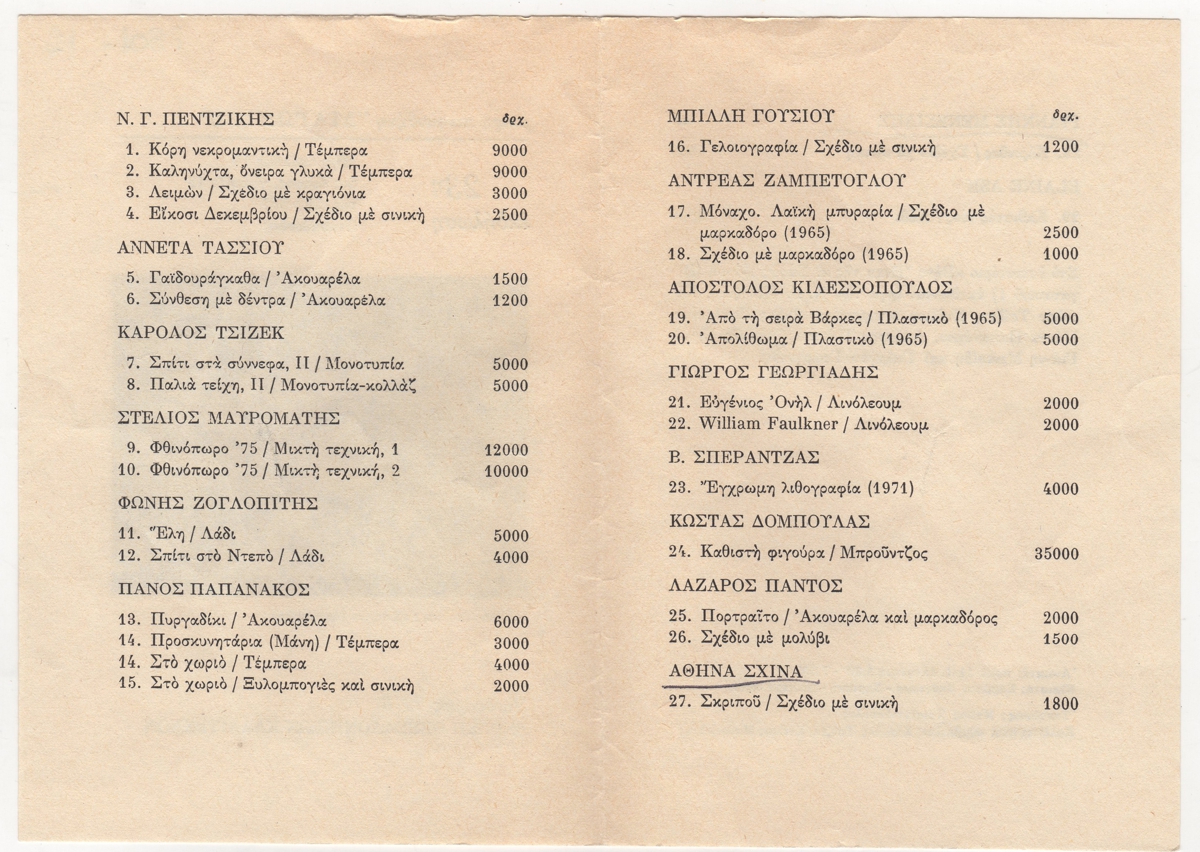 Ν. Γ. ΠΕΝΤΖΙΚΗΣ δρχ.
1. Κόρη νεκρομαντικὴ / Τέμπερα 9000
2. Καληνύχτα, ὄνειρα γλυκὰ / Τέμπερα 9000
3. Λειμὼν / Σχέδιο μὲ κραγιόνια 3000
4. Εἴκοσι Δεκεμβρίου / Σχέδιο μὲ σινικὴ 2500
ΑΝΝΕΤΑ ΤΑΣΣΙΟΥ
5. Γαϊδουράγκαθα / Ἀκουαρέλα 1500
6. Σύνθεση μὲ δέντρα / Ἀκουαρέλα 1200
ΚΑΡΟΛΟΣ ΤΣΙΖΕΚ
7. Σπίτι στὰ σύννεφα, ΙΙ / Μονοτυπία 5000
8. Παλιὰ τείχη, ΙΙ / Μονοτυπία-κολλὰζ 5000
ΣΤΕΛΙΟΣ ΜΑΥΡΟΜΑΤΗΣ
9. Φθινόπωρο ’75 / Μικτὴ τεχνική, 1 12000
10. Φθινόπωρο ’75 / Μικτὴ τεχνική, 2 10000
ΦΩΝΗΣ ΖΟΓΛΟΠΙΤΗΣ
11. Ἕλη / Λάδι 5000
12. Σπίτι στὸ Ντεπὸ / Λάδι 4000
ΠΑΝΟΣ ΠΑΠΑΝΑΚΟΣ
13. Πυργαδίκι / Ἀκουαρέλα 6000
14. Προσκυνητάρια (Μάνη) / Τέμπερα 3000
14. Στὸ χωριὸ / Τέμπερα 4000
15. Στὸ χωριὸ / Ξυλομπογιὲς καὶ σινικὴ 2000
ΜΠΙΛΛΗ ΓΟΥΣΙΟΥ δρχ.
16. Γελοιογραφία / Σχέδιο μὲ σινικὴ 1200
ΑΝΤΡΕΑΣ ΖΑΜΠΕΤΟΓΛΟΥ
17. Μόναχο. Λαϊκὴ μπυραρία / Σχέδιο μὲ
μαρκαδόρο (1965) 2500
18. Σχέδιο μὲ μαρκαδόρο (1965) 1000
ΑΠΟΣΤΟΛΟΣ ΚΙΛΕΣΣΟΠΟΥΛΟΣ
19. Ἀπὸ τὴ σειρὰ Βάρκες / Πλαστικὸ (1965) 5000
20. Ἀπολίθωμα / Πλαστικὸ (1965) 5000
ΓΙΩΡΓΟΣ ΓΕΩΡΓΙΑΔΗΣ
21. Εὐγένιος Ὀνὴλ / Λινόλεουμ 2000
22. William Faulkner / Λινόλεουμ 2000
Β. ΣΠΕΡΑΝΤΖΑΣ
23. Ἔγχρωμη λιθογραφία (1971) 4000
ΚΩΣΤΑΣ ΔΟΜΠΟΥΛΑΣ
24. Καθιστὴ φιγούρα / Μπροῦντζος 35000
ΛΑΖΑΡΟΣ ΠΑΝΤΟΣ
25. Πορτραῖτο / Ἀκουαρέλα καὶ μαρκαδόρος 2000
26. Σχέδιο μὲ μολύβι 1500
ΑΘΗΝΑ ΣΧΙΝΑ
27. Σκριποῦ / Σχέδιο μὲ σινικὴ 1800